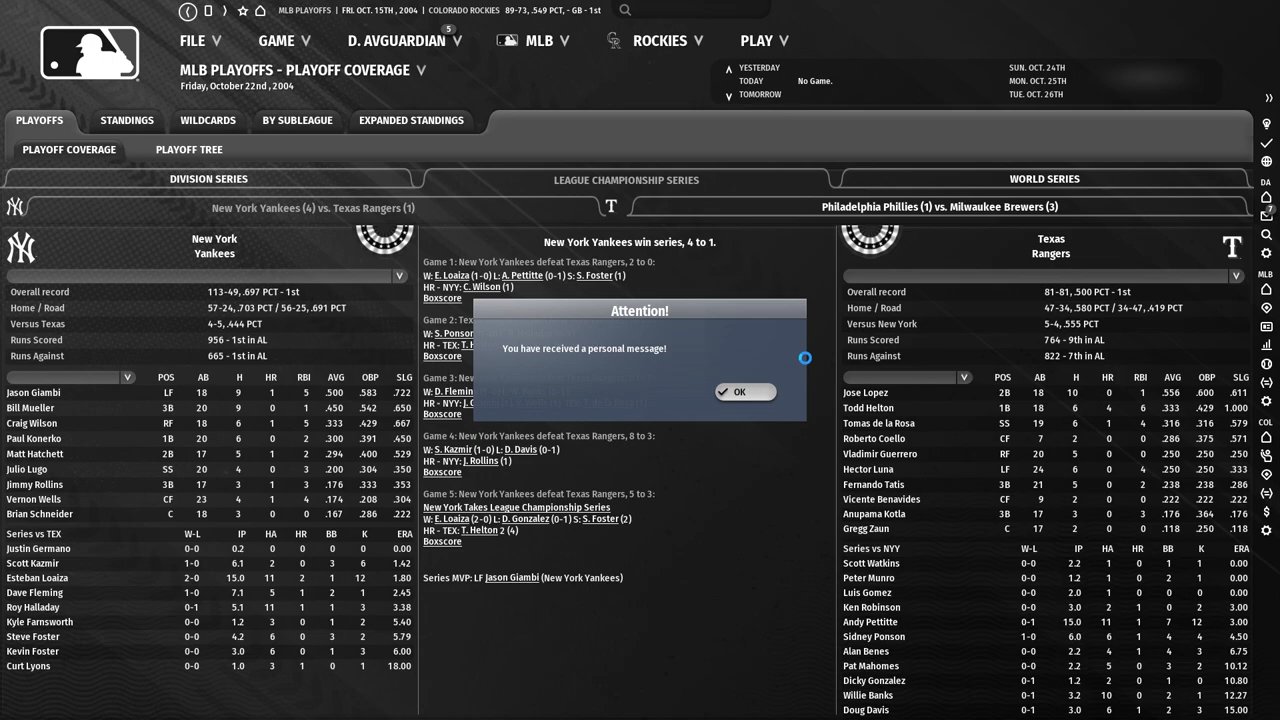 MLB PLAYOFFS | FRI. OCT. 15TH , 2004 | COLORADO ROCKIES 89-73, .549 PCT, - GB - 1st
FILE GAME D. AVGUARDIAN 5 MLB ROCKIES PLAY
MLB PLAYOFFS - PLAYOFF COVERAGE
Friday, October 22nd , 2004
YESTERDAY
TODAY No Game.
TOMORROW
SUN. OCT. 24TH
MON. OCT. 25TH
TUE. OCT. 26TH
PLAYOFFS STANDINGS WILDCARDS BY SUBLEAGUE EXPANDED STANDINGS
PLAYOFF COVERAGE PLAYOFF TREE
DIVISION SERIES LEAGUE CHAMPIONSHIP SERIES WORLD SERIES
New York Yankees (4) vs. Texas Rangers (1) Philadelphia Phillies (1) vs. Milwaukee Brewers (3)
New York
Yankees
Overall record 113-49, .697 PCT - 1st
Home / Road 57-24, .703 PCT / 56-25, .691 PCT
Versus Texas 4-5, .444 PCT
Runs Scored 956 - 1st in AL
Runs Against 665 - 1st in AL
POS AB H HR RBI AVG OBP SLG
Jason Giambi LF 18 9 1 5 .500 .583 .722
Bill Mueller 3B 20 9 0 1 .450 .542 .650
Craig Wilson RF 18 6 1 5 .333 .429 .667
Paul Konerko 1B 20 6 0 2 .300 .391 .450
Matt Hatchett 2B 17 5 1 2 .294 .400 .529
Julio Lugo SS 20 4 0 3 .200 .304 .350
Jimmy Rollins 3B 17 3 1 3 .176 .333 .353
Vernon Wells CF 23 4 1 4 .174 .208 .304
Brian Schneider C 18 3 0 0 .167 .286 .222
Series vs TEX W-L IP HA HR BB K ERA
Justin Germano 0-0 0.2 0 0 0 0 0.00
Scott Kazmir 1-0 6.1 2 0 3 6 1.42
Esteban Loaiza 2-0 15.0 11 2 1 12 1.80
Dave Fleming 1-0 7.1 5 1 2 1 2.45
Roy Halladay 0-1 5.1 11 1 1 3 3.38
Kyle Farnsworth 0-0 1.2 3 0 1 2 5.40
Steve Foster 0-0 4.2 6 0 3 2 5.79
Kevin Foster 0-0 3.0 6 0 1 3 6.00
Curt Lyons 0-0 1.0 3 1 0 1 18.00
New York Yankees win series, 4 to 1.
Game 1: New York Yankees defeat Texas Rangers, 2 to 0:
W: E. Loaiza (1-0) L: A. Pettitte (0-1) S: S. Foster (1)
HR - NYY: C. Wilson (1)
Boxscore
Game 2: Tex
W: S. Ponson
HR - TEX: T. H
Boxscore
Game 3: New
W: D. Flemin
HR - NYY: J.
Boxscore
Game 4: New York Yankees defeat Texas Rangers, 8 to 3:
W: S. Kazmir (1-0) L: D. Davis (0-1)
HR - NYY: J. Rollins (1)
Boxscore
Game 5: New York Yankees defeat Texas Rangers, 5 to 3:
New York Takes League Championship Series
W: E. Loaiza (2-0) L: D. Gonzalez (0-1) S: S. Foster (2)
HR - TEX: T. Helton 2 (4)
Boxscore
Series MVP: LF Jason Giambi (New York Yankees)
Attention!
You have received a personal message!
OK
Texas
Rangers
Overall record 81-81, .500 PCT - 1st
Home / Road 47-34, .580 PCT / 34-47, .419 PCT
Versus New York 5-4, .555 PCT
Runs Scored 764 - 9th in AL
Runs Against 822 - 7th in AL
POS AB H HR RBI AVG OBP SLG
Jose Lopez 2B 18 10 0 1 .556 .600 .611
Todd Helton 1B 18 6 4 6 .333 .429 1.000
Tomas de la Rosa SS 19 6 1 4 .316 .316 .579
Roberto Coello CF 7 2 0 0 .286 .375 .571
Vladimir Guerrero RF 20 5 0 0 .250 .250 .250
Hector Luna LF 24 6 0 4 .250 .250 .333
Fernando Tatis 3B 21 5 0 2 .238 .238 .286
Vicente Benavides CF 9 2 0 0 .222 .222 .222
Anupama Kotla 3B 17 3 0 3 .176 .364 .176
Gregg Zaun C 17 2 0 0 .118 .250 .118
Series vs NYY W-L IP HA HR BB K ERA
Scott Watkins 0-0 2.2 1 0 1 1 0.00
Peter Munro 0-0 1.2 1 0 2 1 0.00
Luis Gomez 0-0 2.0 1 0 0 0 0.00
Ken Robinson 0-0 3.0 2 1 0 2 3.00
Andy Pettitte 0-1 15.0 11 1 7 12 3.00
Sidney Ponson 1-0 6.0 6 1 4 4 4.50
Alan Benes 0-0 1.2 4 1 4 3 6.75
Pat Mahomes 0-0 2.2 5 0 3 2 10.12
Dicky Gonzalez 0-1 1.2 2 0 1 0 10.80
Willie Banks 0-1 3.2 10 0 2 2 12.27
Doug Davis 0-1 3.0 6 1 2 3 15.00
DA
7
MLB
COL